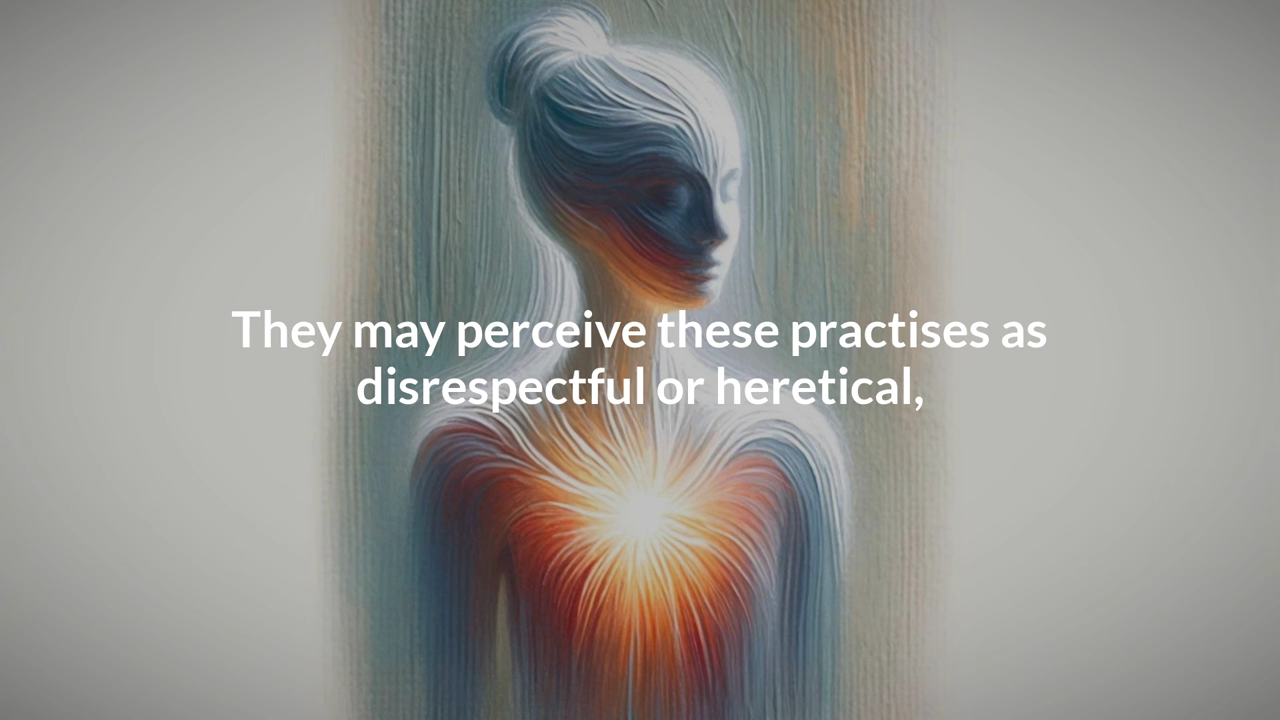 They may perceive these practises as
disrespectful or heretical,